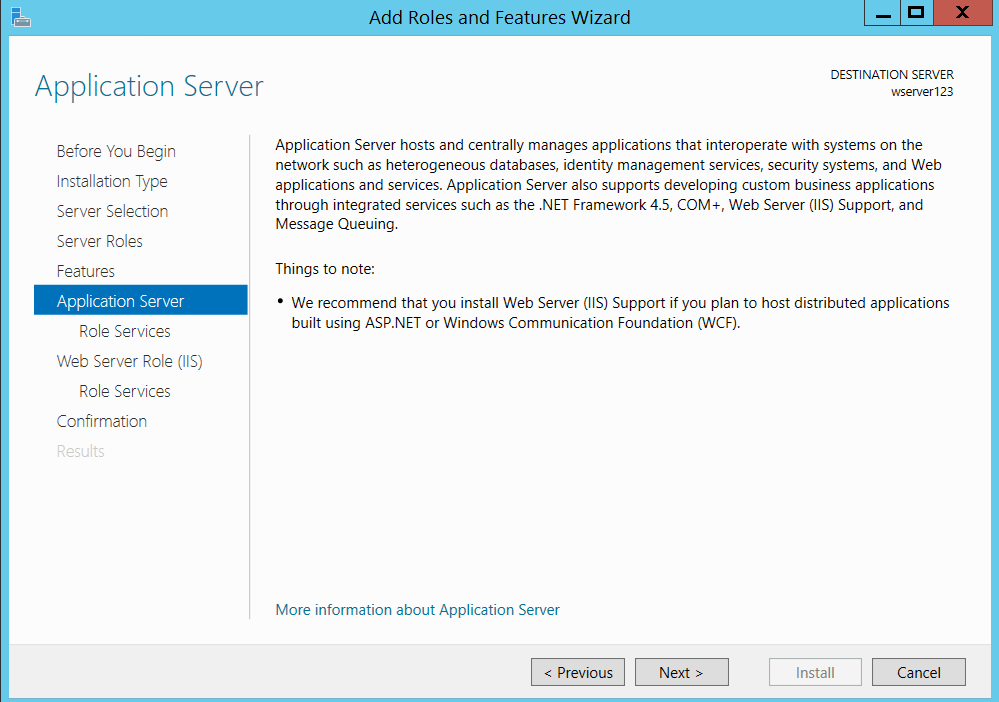 Add Roles and Features Wizard
Application Server
DESTINATION SERVER
wserver123
Before You Begin
Installation Type
Server Selection
Server Roles
Features
Application Server
Role Services
Web Server Role (IIS)
Role Services
Confirmation
Results
Application Server hosts and centrally manages applications that interoperate with systems on the
network such as heterogeneous databases, identity management services, security systems, and Web
applications and services. Application Server also supports developing custom business applications
through integrated services such as the .NET Framework 4.5, COM+, Web Server (IIS) Support, and
Message Queuing.
Things to note:
• We recommend that you install Web Server (IIS) Support if you plan to host distributed applications
built using ASP.NET or Windows Communication Foundation (WCF).
More information about Application Server
< Previous
Next >
Install
Cancel